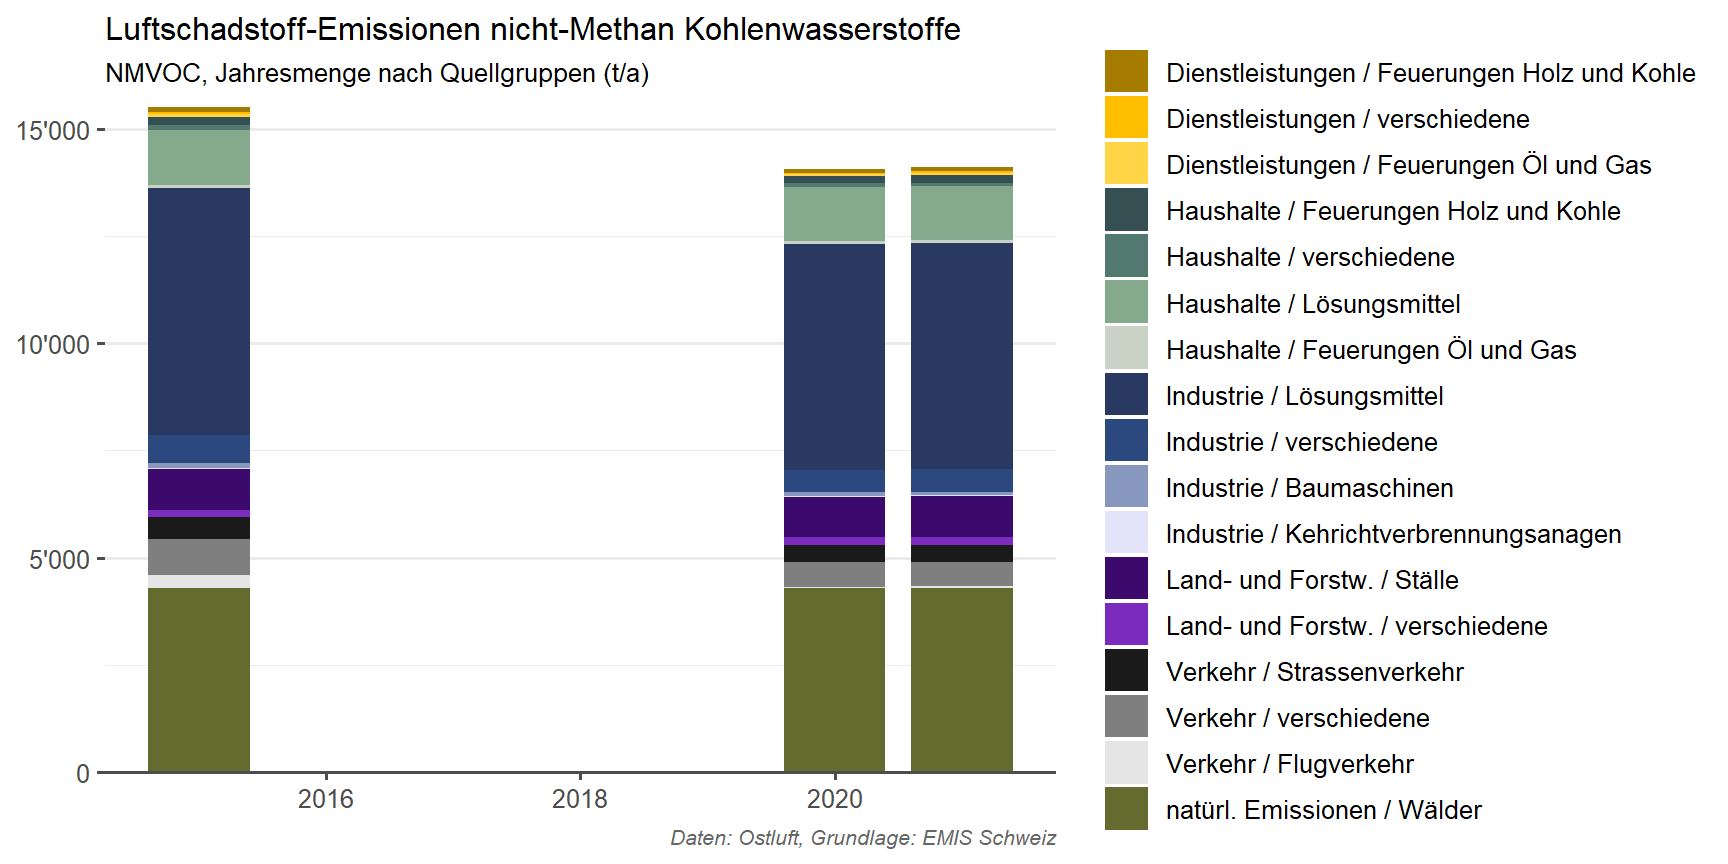 Luftschadstoff-Emissionen nicht-Methan Kohlenwasserstoffe
NMVOC, Jahresmenge nach Quellgruppen (t/a)
15'000
10'000
5'000
0
2016
2018
2020
Daten: Ostluft, Grundlage: EMIS Schweiz
Dienstleistungen / Feuerungen Holz und Kohle
Dienstleistungen / verschiedene
Dienstleistungen / Feuerungen Öl und Gas
Haushalte / Feuerungen Holz und Kohle
Haushalte / verschiedene
Haushalte / Lösungsmittel
Haushalte / Feuerungen Öl und Gas
Industrie / Lösungsmittel
Industrie / verschiedene
Industrie / Baumaschinen
Industrie / Kehrichtverbrennungsanagen
Land- und Forstw. / Ställe
Land- und Forstw. / verschiedene
Verkehr / Strassenverkehr
Verkehr / verschiedene
Verkehr / Flugverkehr
natürl. Emissionen / Wälder